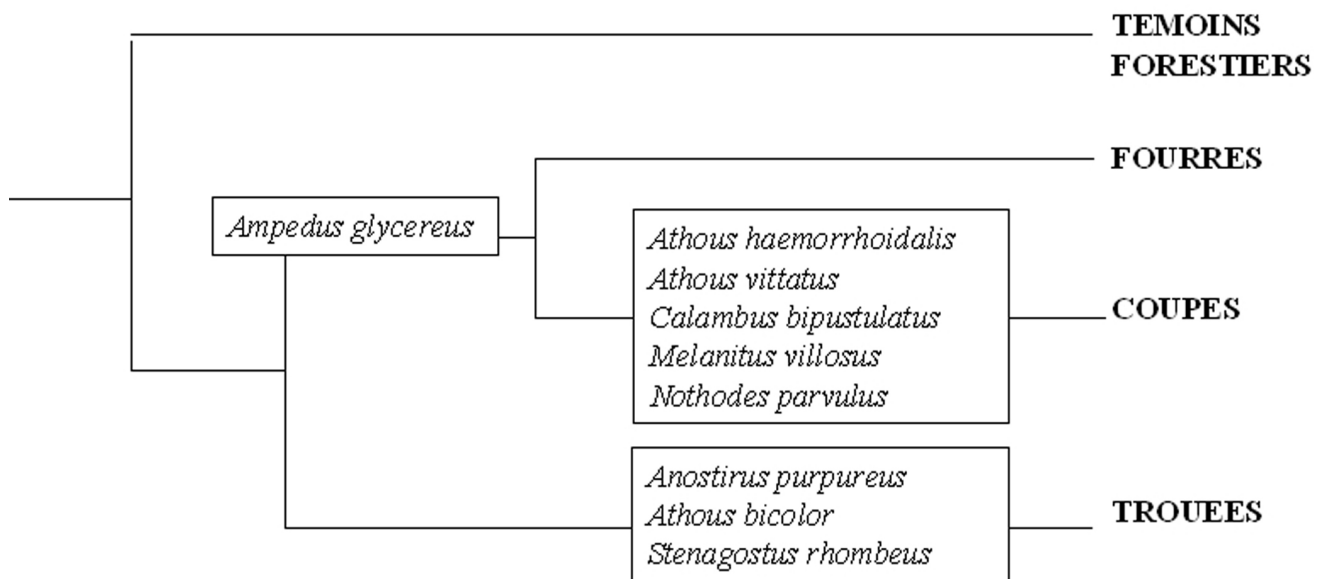 TEMOINS
FORESTIERS
FOURRES
Ampedus glycereus
Athous haemorrhoidalis
Athous vittatus
Calambus bipustulatus
Melanitus villosus
Nothodes parvulus
COUPES
Anostirus purpureus
Athous bicolor
Stenagostus rhombeus
TROUEES